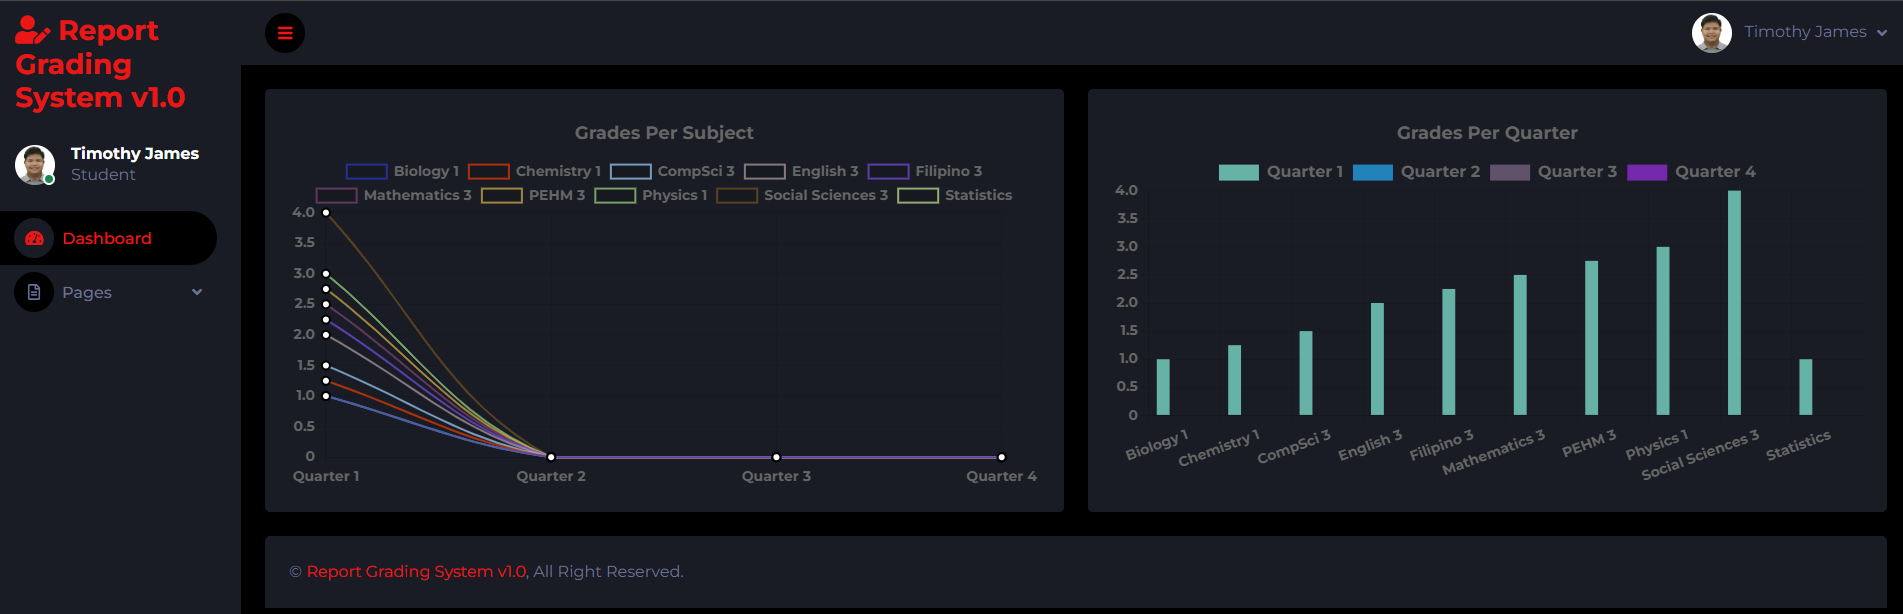 Report
Grading
System v1.0
Timothy James
Student
Dashboard
Pages
Timothy James
Grades Per Subject
Biology 1 Chemistry 1 CompSci 3 English 3 Filipino 3
Mathematics 3 PEHM 3 Physics 1 Social Sciences 3 Statistics
4.0
3.5
3.0
2.5
2.0
1.5
1.0
0.5
0
Quarter 1 Quarter 2 Quarter 3 Quarter 4
Grades Per Quarter
Quarter 1 Quarter 2 Quarter 3 Quarter 4
4.0
3.5
3.0
2.5
2.0
1.5
1.0
0.5
0
Biology 1 Chemistry 1 CompSci 3 English 3 Filipino 3 Mathematics 3 PEHM 3 Physics 1 Social Sciences 3 Statistics
© Report Grading System v1.0, All Right Reserved.